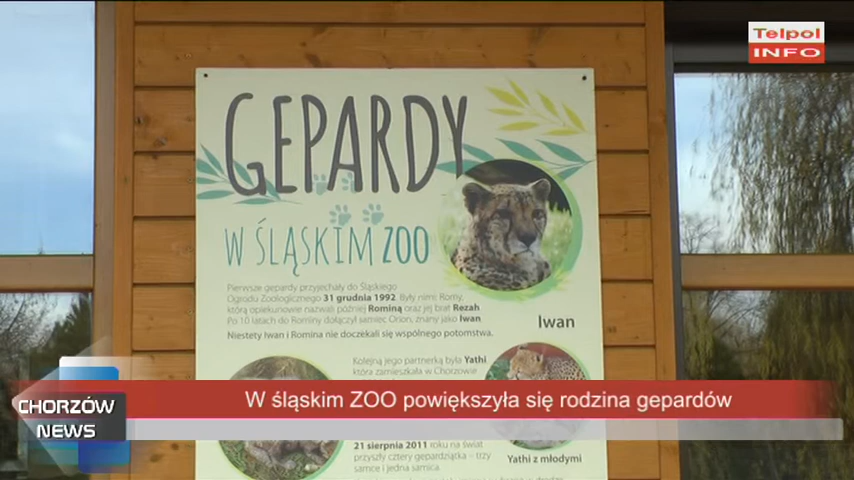 Telpol
INFO
GEPARDY
W ŚLĄSKIM ZOO
Pierwsze gepardy przyjechały do Śląskiego
Ogrodu Zoologicznego 31 grudnia 1992. Były nimi Romy,
którą opiekunowie nazwali później Rominą oraz jej brat Rezah
Po 10 latach do Rominy dołączył samiec Orion, znany jako Iwan
Niestety Iwan i Romina nie doczekali się wspólnego potomstwa.
Iwan
Kolejną jego partnerką była Yathi
która zamieszkała w Chorzowie
W śląskim ZOO powiększyła się rodzina gepardów
CHORZÓW
NEWS
21 sierpnia 2011 roku na świat
przyszły cztery gepardziątka – trzy
samce i jedna samica.
Yathi z młodymi